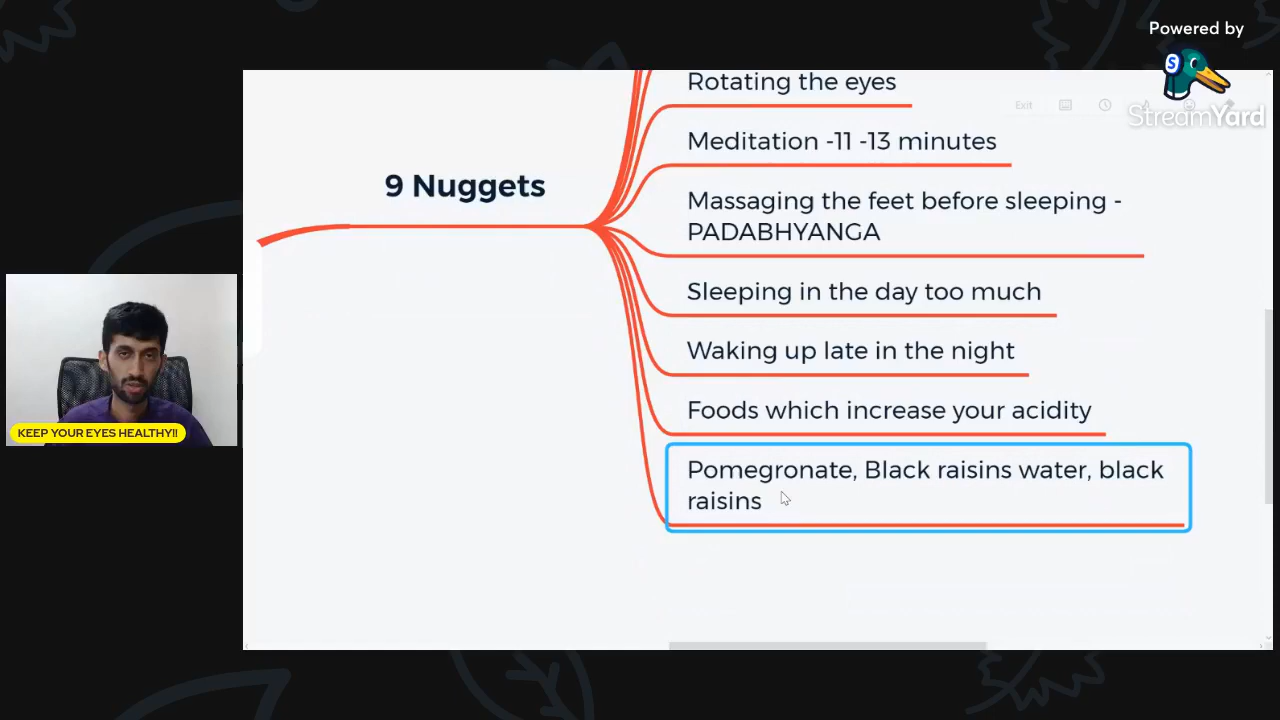 Powered by
StreamYard
Exit
Rotating the eyes
Meditation -11 -13 minutes
9 Nuggets
Massaging the feet before sleeping -
PADABHYANGA
Sleeping in the day too much
Waking up late in the night
Foods which increase your acidity
KEEP YOUR EYES HEALTHY!!
Pomegronate, Black raisins water, black
raisins